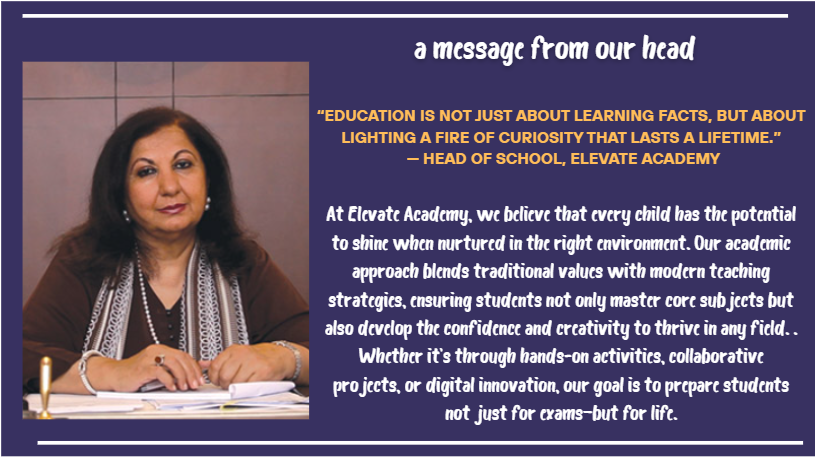 a message from our head
“EDUCATION IS NOT JUST ABOUT LEARNING FACTS, BUT ABOUT
LIGHTING A FIRE OF CURIOSITY THAT LASTS A LIFETIME.”
— HEAD OF SCHOOL, ELEVATE ACADEMY
At Elevate Academy, we believe that every child has the potential
to shine when nurtured in the right environment. Our academic
approach blends traditional values with modern teaching
strategies, ensuring students not only master core subjects but
also develop the confidence and creativity to thrive in any field. .
Whether it's through hands-on activities, collaborative
projects, or digital innovation, our goal is to prepare students
not just for exams—but for life.